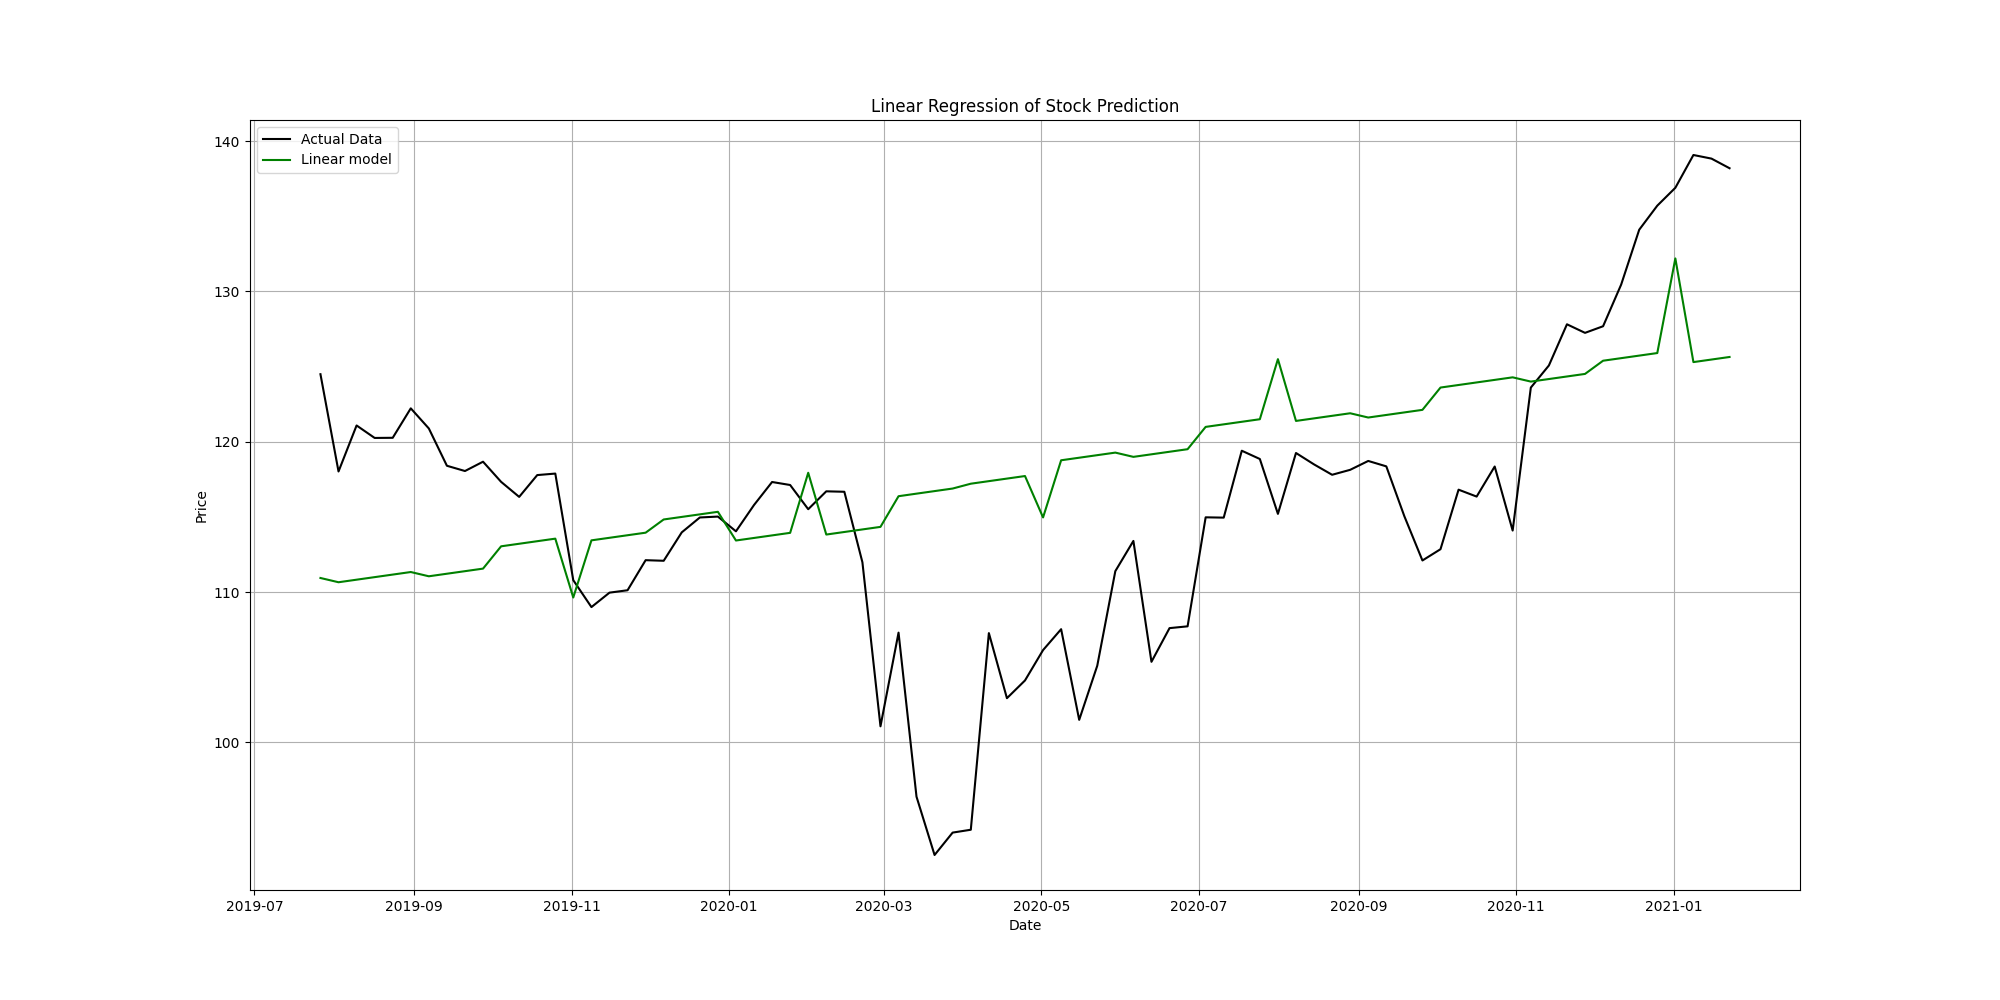 Linear Regression of Stock Prediction
Actual Data
Linear model
140
130
120
110
100
Price
2019-07 2019-09 2019-11 2020-01 2020-03 2020-05 2020-07 2020-09 2020-11 2021-01
Date